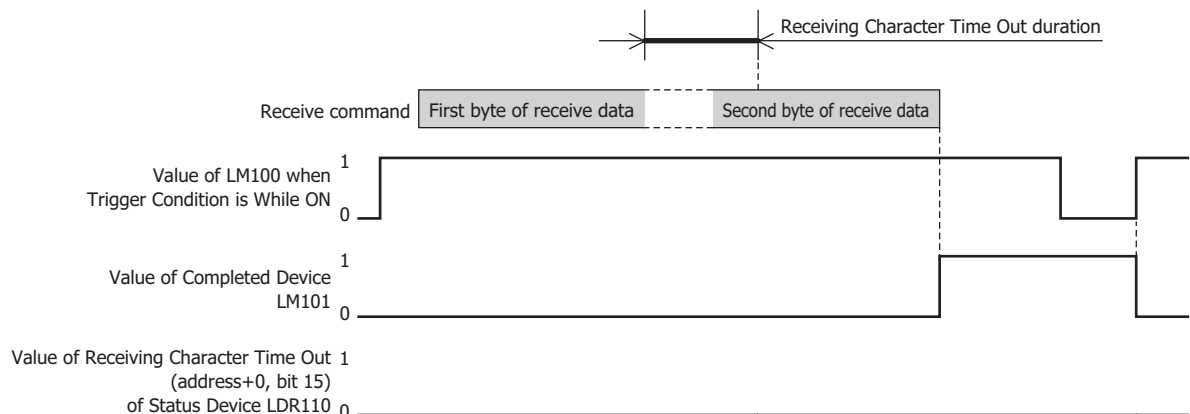 Receiving Character Time Out duration
Receive command
First byte of receive data
Second byte of receive data
Value of LM100 when
Trigger Condition is While ON
1
0
Value of Completed Device
LM101
1
0
Value of Receiving Character Time Out
(address+0, bit 15)
of Status Device LDR110
1
0